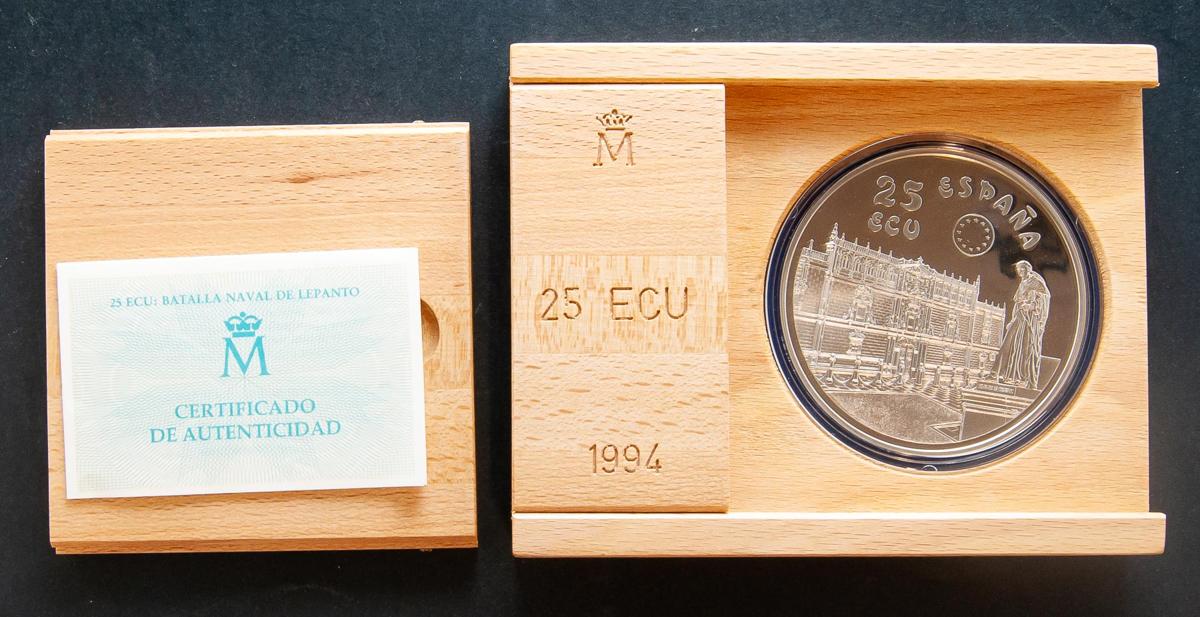 25 ECU: BATALLA NAVAL DE LEPANTO
M
CERTIFICADO
DE AUTENTICIDAD
M
25 ECU
1994
25
ECU
ESPAÑA